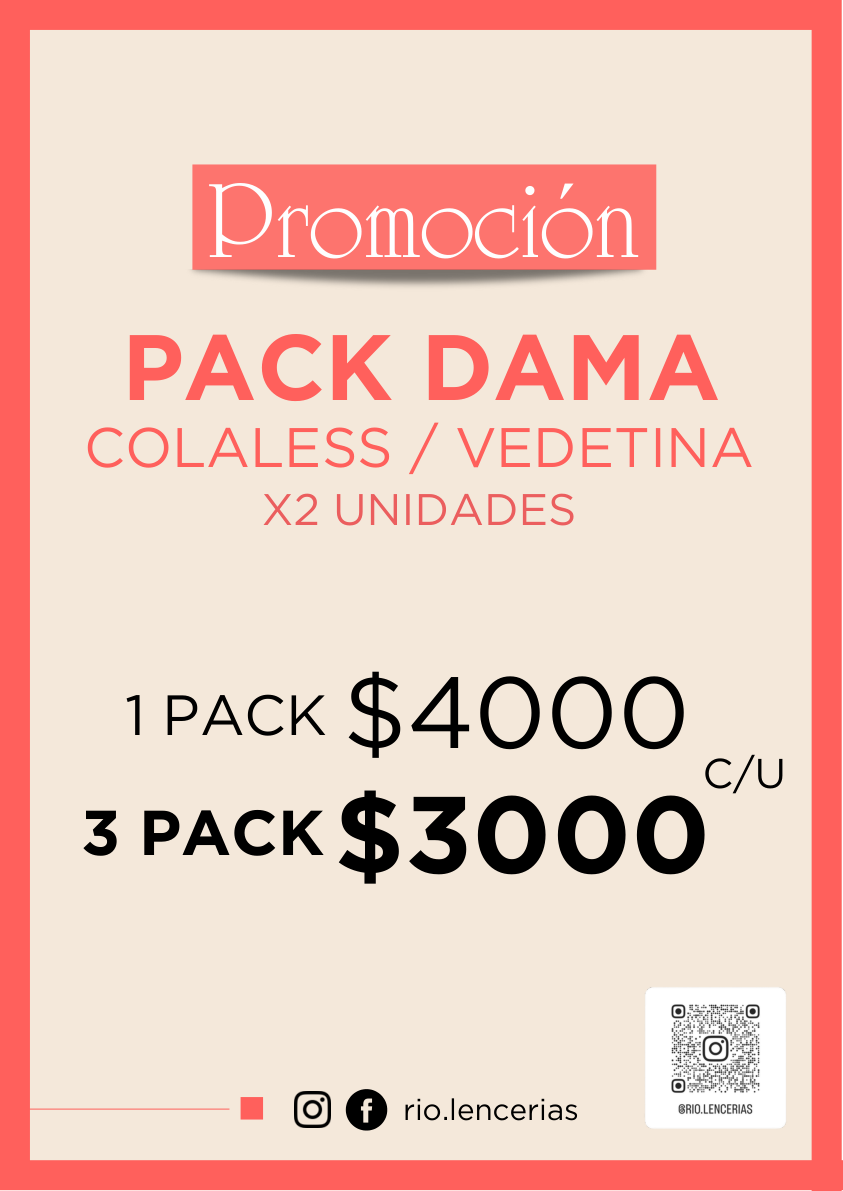 Promoción
PACK DAMA
COLALESS / VEDETINA
X2 UNIDADES
1 PACK $4000
C/U
3 PACK $3000
rio.lencerias
@RIO.LENCERIAS